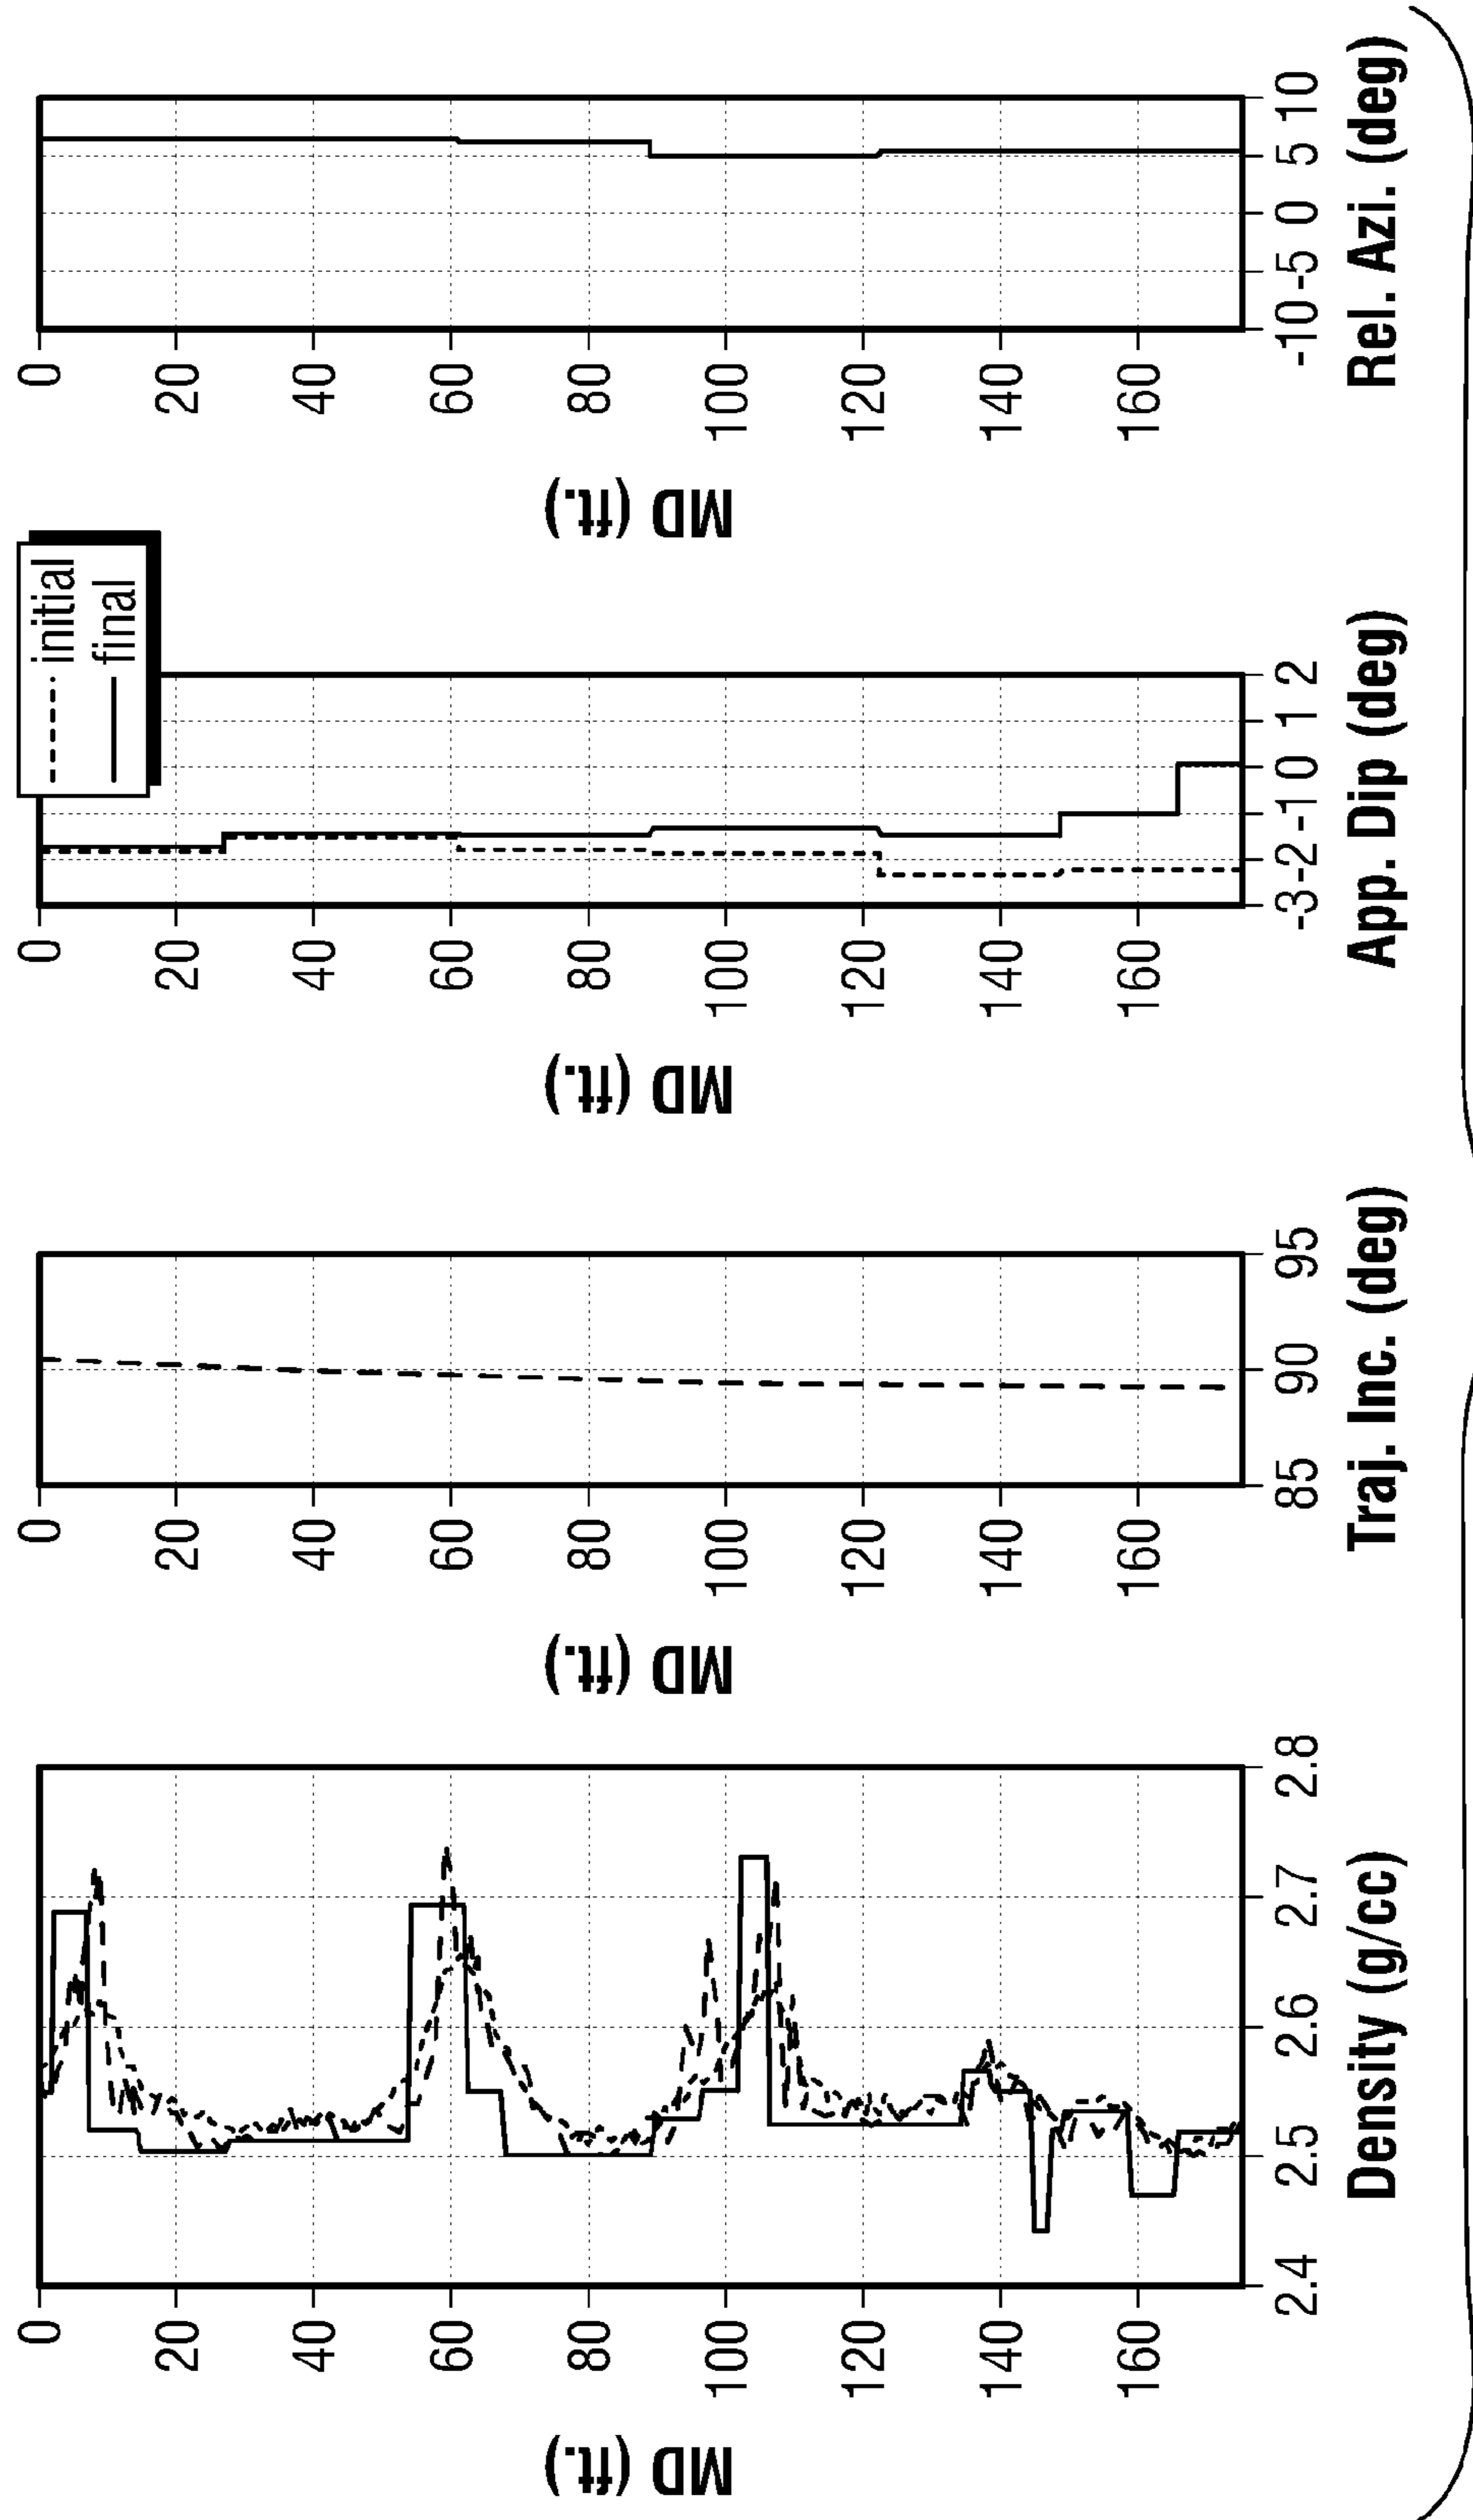 MD (ft.)
0
20
40
60
80
100
120
140
160
2.4 2.5 2.6 2.7 2.8
Density (g/cc)
MD (ft.)
0
20
40
60
80
100
120
140
160
85 90 95
Traj. Inc. (deg)
MD (ft.)
0
20
40
60
80
100
120
140
160
-3 -2 -1 0 1 2
App. Dip (deg)
initial
final
MD (ft.)
0
20
40
60
80
100
120
140
160
-10 -5 0 5 10
Rel. Azi. (deg)